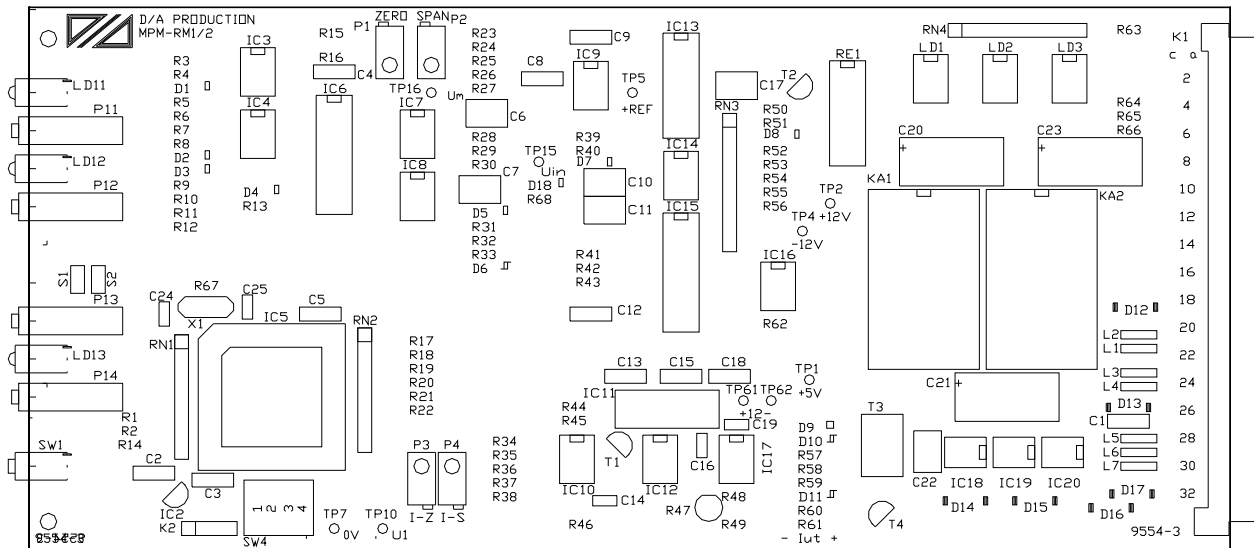 D/A PRODUCTION
MPM-RM1/2
ZERO
SPAN
P1
P2
IC3
R15
R16
C4
IC6
R3
R4
D1
R5
R6
R7
R8
D2
D3
R9
R10
R11
R12
LD11
P11
LD12
P12
IC4
D4
R13
TP16
Um
IC7
IC8
R23
R24
R25
R26
R27
C6
R28
R29
R30
C7
D5
R31
R32
R33
D6
C9
C8
IC9
TP5
+REF
R39
R40
D7
TP15
Uin
D18
R68
C10
C11
R41
R42
R43
C12
IC13
IC14
IC15
C17
RN3
T2
R50
R51
D8
R52
R53
R54
R55
R56
RE1
TP2
+12V
TP4
-12V
IC16
R62
RN4
R63
LD1
LD2
LD3
R64
R65
R66
C20
C23
KA1
KA2
K1
c a
2
4
6
8
10
12
14
16
18
20
22
24
26
28
30
32
S1
S2
P13
LD13
P14
R1
R2
R14
SW1
C24
R67
X1
C25
IC5
C5
RN1
RN2
R17
R18
R19
R20
R21
R22
C2
C3
IC2
K2
1 2 3 4
SW4
P3
P4
I-Z
I-S
TP7
0V
TP10
U1
R34
R35
R36
R37
R38
C13
C15
C18
IC11
TP61
TP62
+12-
TP1
+5V
R44
R45
C19
T1
C16
IC17
IC10
IC12
C14
R46
R47
R48
R49
D9
D10
R57
R58
R59
D11
R60
R61
- Iut +
T3
T4
C21
C22
IC18
IC19
IC20
D12
L2
L1
L3
L4
D13
C1
L5
L6
L7
D14
D15
D16
D17
9554-3